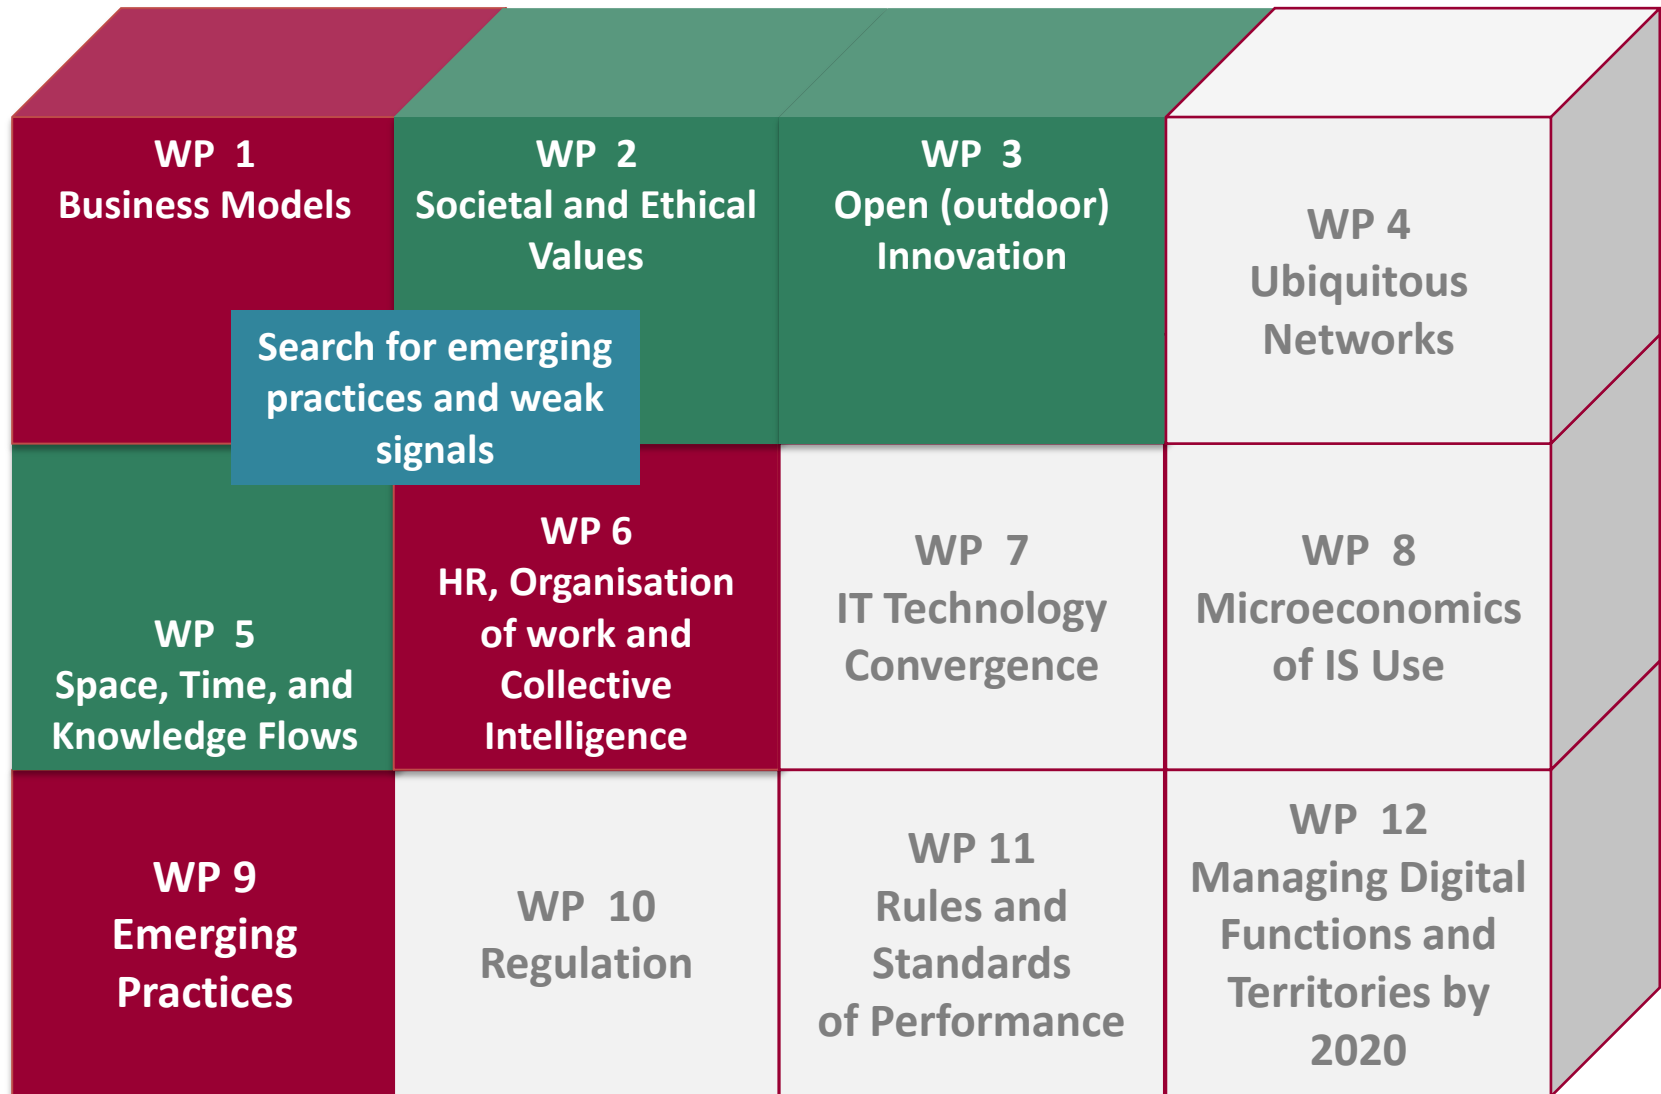 WP 1
Business Models
WP 2
Societal and Ethical
Values
WP 3
Open (outdoor)
Innovation
WP 4
Ubiquitous
Networks
Search for emerging
practices and weak
signals
WP 5
Space, Time, and
Knowledge Flows
WP 6
HR, Organisation
of work and
Collective
Intelligence
WP 7
IT Technology
Convergence
WP 8
Microeconomics
of IS Use
WP 9
Emerging
Practices
WP 10
Regulation
WP 11
Rules and
Standards
of Performance
WP 12
Managing Digital
Functions and
Territories by
2020